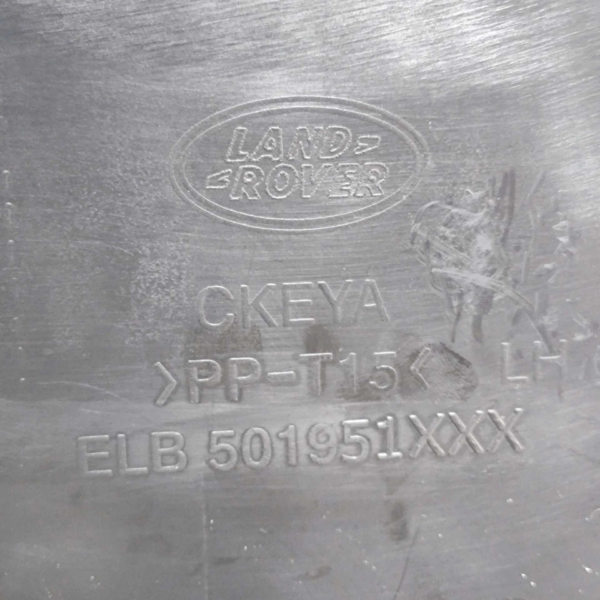 LAND
ROVER
CKEYA
>PP-T15< LH
ELB 501951XXX